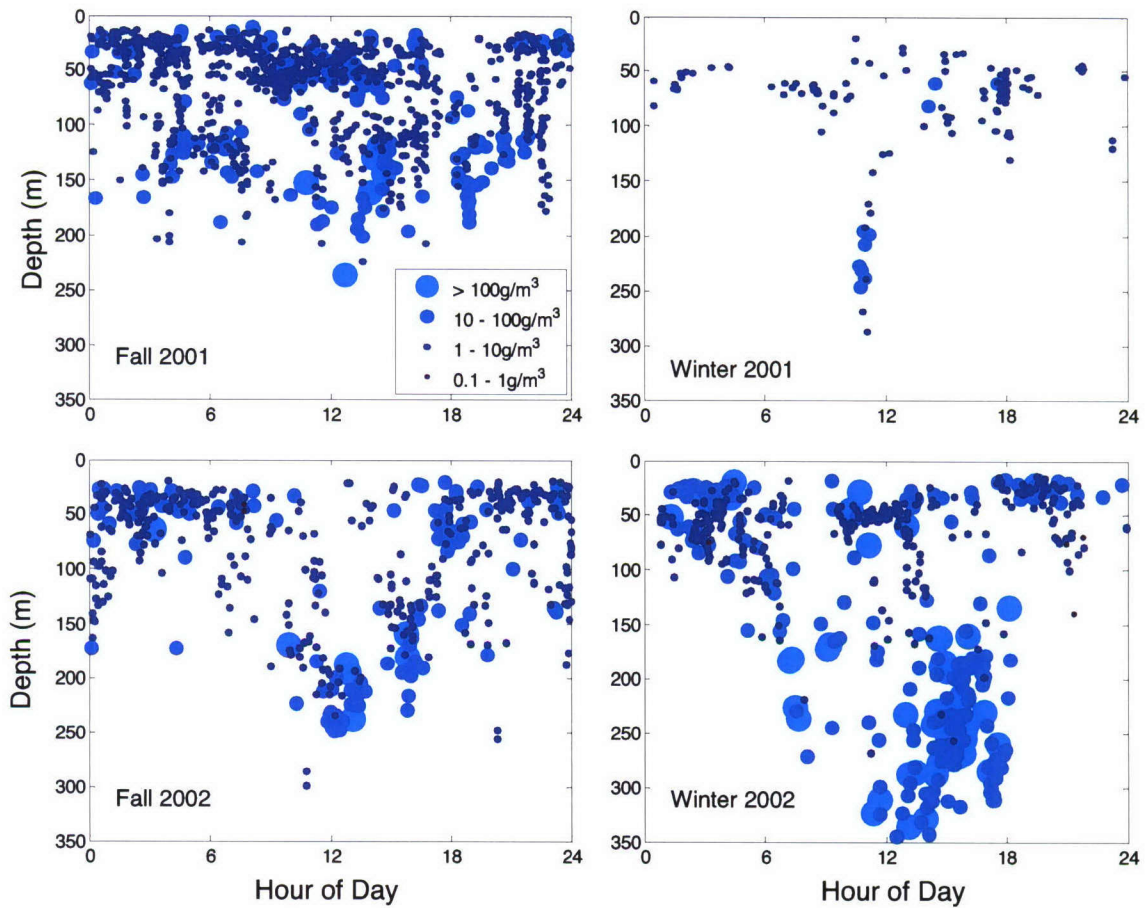 0
50
100
150
200
250
300
350
Depth (m)
0 6 12 18 24
Fall 2001
> 100g/m³
10 - 100g/m³
1 - 10g/m³
0.1 - 1g/m³
0
50
100
150
200
250
300
350
0 6 12 18 24
Winter 2001
0
50
100
150
200
250
300
350
Depth (m)
0 6 12 18 24
Hour of Day
Fall 2002
0
50
100
150
200
250
300
350
0 6 12 18 24
Hour of Day
Winter 2002